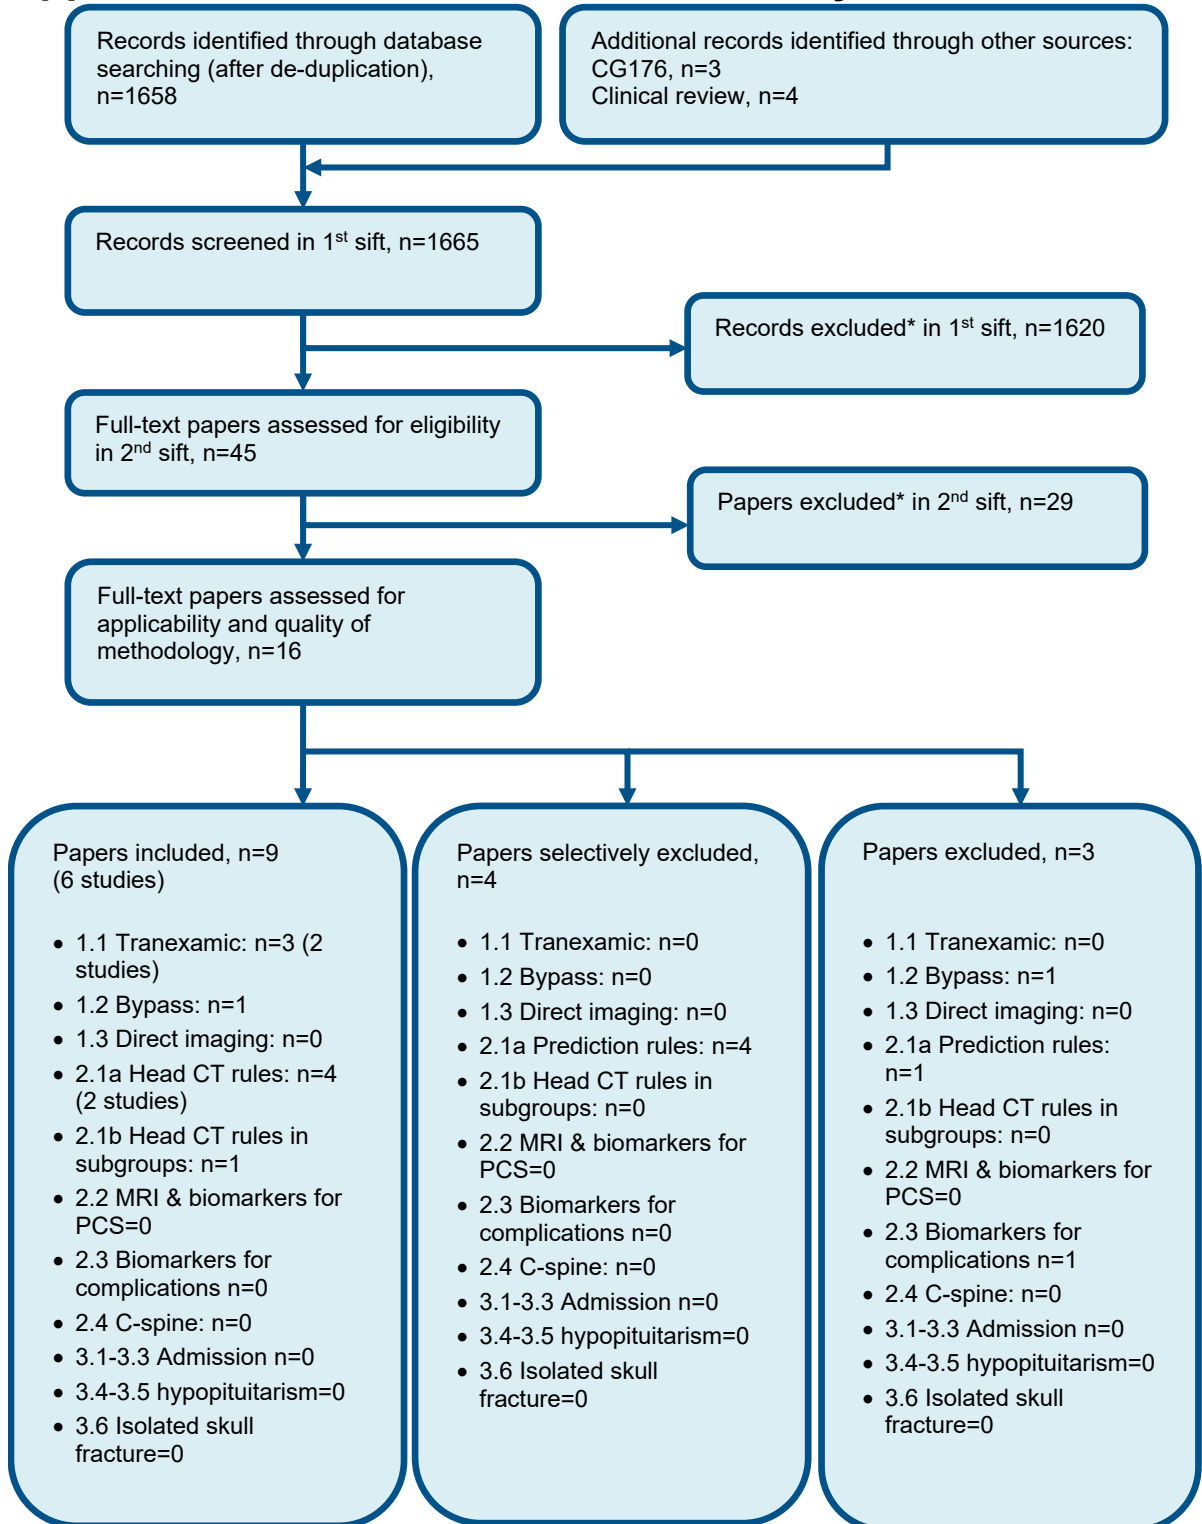 Records identified through database
searching (after de-duplication),
n=1658
Additional records identified through other sources:
CG176, n=3
Clinical review, n=4
Records screened in 1st sift, n=1665
Records excluded* in 1st sift, n=1620
Full-text papers assessed for eligibility
in 2nd sift, n=45
Papers excluded* in 2nd sift, n=29
Full-text papers assessed for
applicability and quality of
methodology, n=16
Papers included, n=9
(6 studies)
• 1.1 Tranexamic: n=3 (2
studies)
• 1.2 Bypass: n=1
• 1.3 Direct imaging: n=0
• 2.1a Head CT rules: n=4
(2 studies)
• 2.1b Head CT rules in
subgroups: n=1
• 2.2 MRI & biomarkers for
PCS=0
• 2.3 Biomarkers for
complications n=0
• 2.4 C-spine: n=0
• 3.1-3.3 Admission n=0
• 3.4-3.5 hypopituitarism=0
• 3.6 Isolated skull
fracture=0
Papers selectively excluded,
n=4
• 1.1 Tranexamic: n=0
• 1.2 Bypass: n=0
• 1.3 Direct imaging: n=0
• 2.1a Prediction rules: n=4
• 2.1b Head CT rules in
subgroups: n=0
• 2.2 MRI & biomarkers for
PCS=0
• 2.3 Biomarkers for
complications n=0
• 2.4 C-spine: n=0
• 3.1-3.3 Admission n=0
• 3.4-3.5 hypopituitarism=0
• 3.6 Isolated skull
fracture=0
Papers excluded, n=3
• 1.1 Tranexamic: n=0
• 1.2 Bypass: n=1
• 1.3 Direct imaging: n=0
• 2.1a Prediction rules:
n=1
• 2.1b Head CT rules in
subgroups: n=0
• 2.2 MRI & biomarkers for
PCS=0
• 2.3 Biomarkers for
complications n=1
• 2.4 C-spine: n=0
• 3.1-3.3 Admission n=0
• 3.4-3.5 hypopituitarism=0
• 3.6 Isolated skull
fracture=0